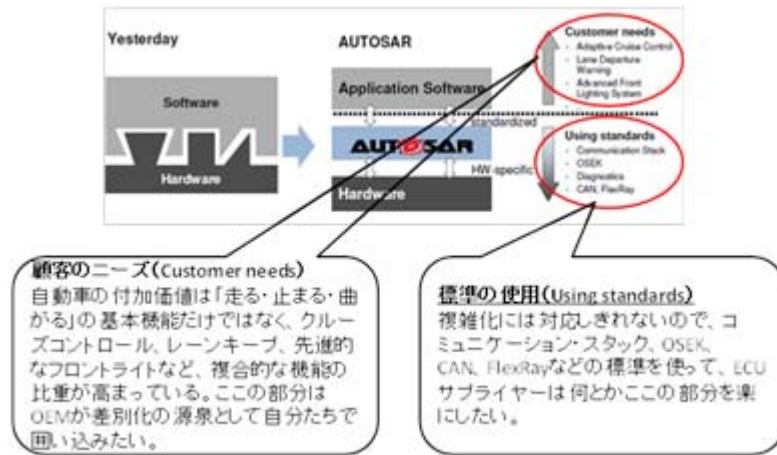 Yesterday
AUTOSAR
Customer needs
Adaptive Cruise Control
Lane Departure
Warning
Advanced Front
Lighting System
Software
Application Software
standardized
AUTOSAR
Using standards
Communication Stack
OSEK
Diagnostics
CAN, FlexRay
HW-specific
Hardware
Hardware
顧客のニーズ(Customer needs)
自動車の付加価値は「走る・止まる・曲
がる」の基本機能だけではなく、クルー
ズコントロール、レーンキープ、先進的
なフロントライトなど、複合的な機能の
比重が高まっている。ここの部分は
OEMが差別化の源泉として自分たちで
囲い込みたい。
標準の使用(Using standards)
複雑化には対応しきれないので、コ
ミュニケーション・スタック、OSEK,
CAN, FlexRayなどの標準を使って、ECU
サプライヤーは何とかここの部分を楽
にしたい。